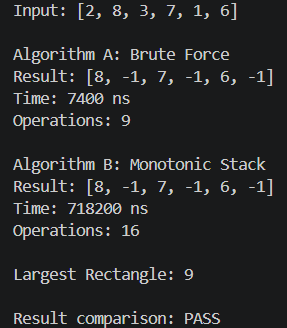 Input: [2, 8, 3, 7, 1, 6]
Algorithm A: Brute Force
Result: [8, -1, 7, -1, 6, -1]
Time: 7400 ns
Operations: 9
Algorithm B: Monotonic Stack
Result: [8, -1, 7, -1, 6, -1]
Time: 718200 ns
Operations: 16
Largest Rectangle: 9
Result comparison: PASS